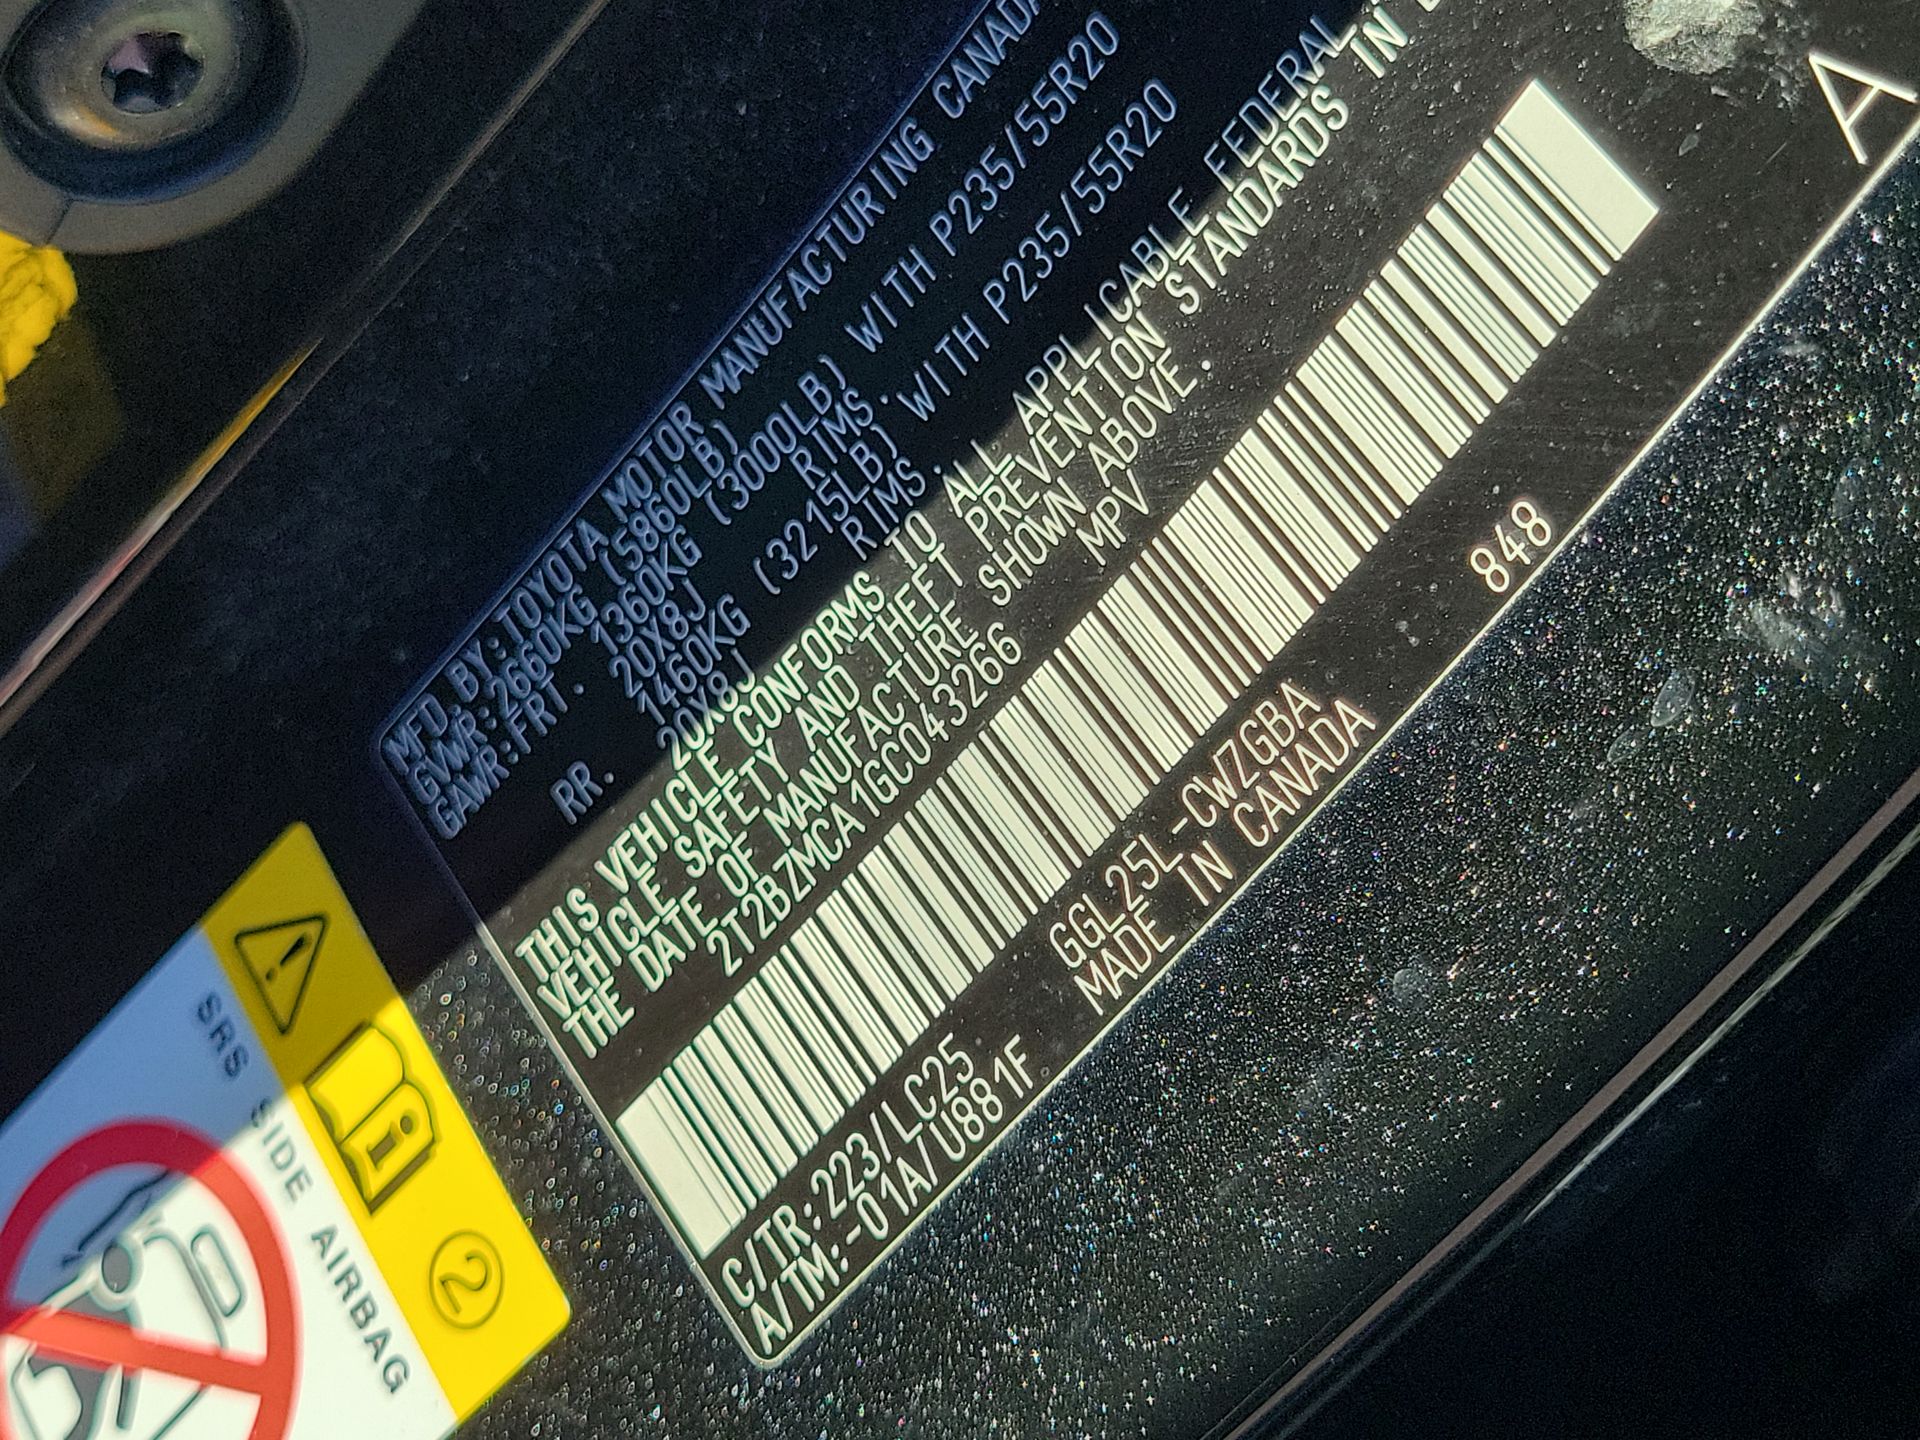 MFD. BY: TOYOTA MOTOR MANUFACTURING CANADA
GVWR: 2660KG (5860LB)
GAWR: FRT. 1360KG (3000LB) WITH P235/55R20
20X8J RIMS.
RR. 1460KG (3215LB) WITH P235/55R20
20X8J RIMS.
THIS VEHICLE CONFORMS TO ALL APPLICABLE FEDERAL
VEHICLE SAFETY AND THEFT PREVENTION STANDARDS IN
THE DATE OF MANUFACTURE SHOWN ABOVE.
2T2BZMCA1GC043266 MPV
C/TR: 223/LC25 GGL25L-CWZGBA 848
A/TM: -01A/U881F MADE IN CANADA
A
SRS SIDE AIRBAG
i
2